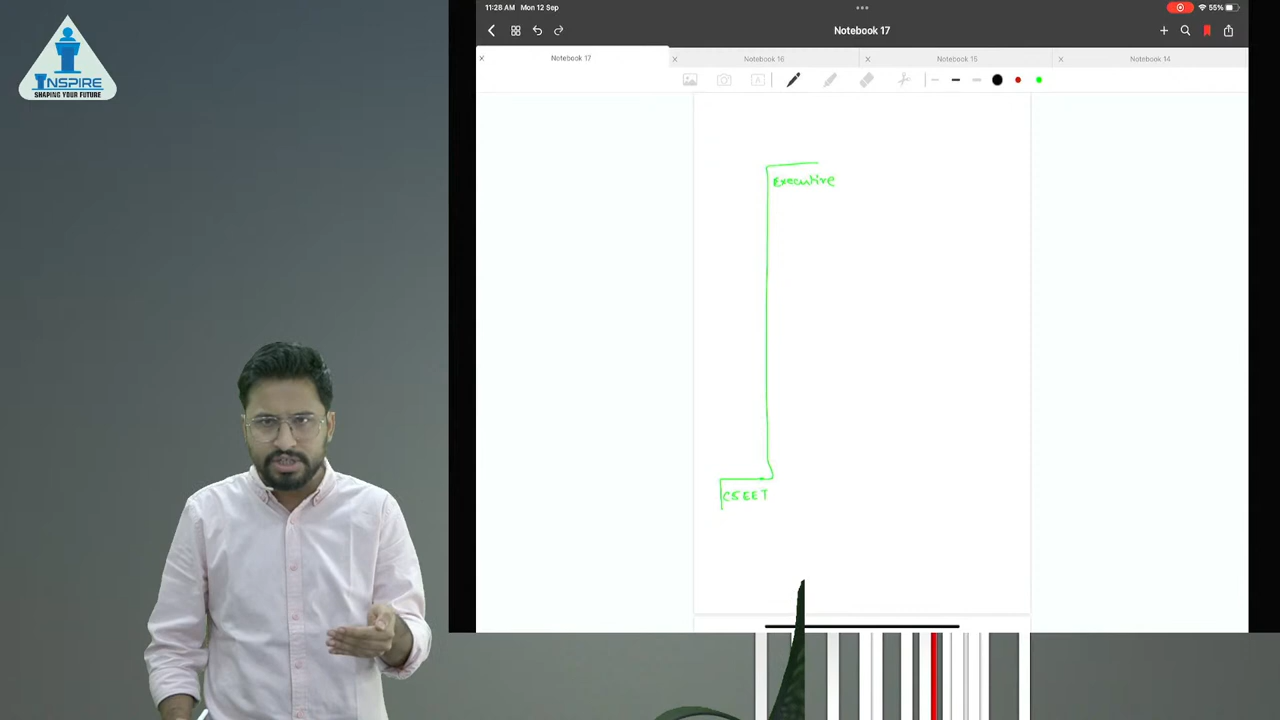 INSPIRE
SHAPING YOUR FUTURE
11:28 AM Mon 12 Sep
55%
Notebook 17
Notebook 17
Notebook 16
Notebook 15
Notebook 14
A
Executive
CSEET